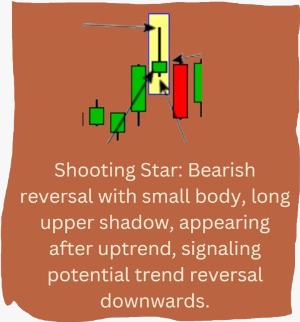 Shooting Star: Bearish
reversal with small body, long
upper shadow, appearing
after uptrend, signaling
potential trend reversal
downwards.